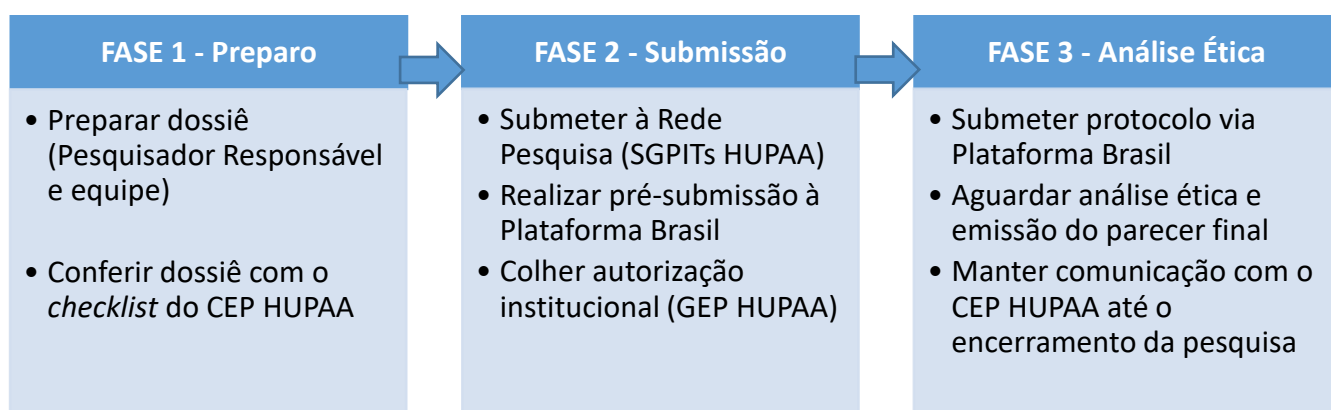 FASE 1 - Preparo
• Preparar dossiê
(Pesquisador Responsável
e equipe)
• Conferir dossiê com o
checklist do CEP HUPAA
FASE 2 - Submissão
• Submeter à Rede
Pesquisa (SGPITs HUPAA)
• Realizar pré-submissão à
Plataforma Brasil
• Colher autorização
institucional (GEP HUPAA)
FASE 3 - Análise Ética
• Submeter protocolo via
Plataforma Brasil
• Aguardar análise ética e
emissão do parecer final
• Manter comunicação com o
CEP HUPAA até o
encerramento da pesquisa